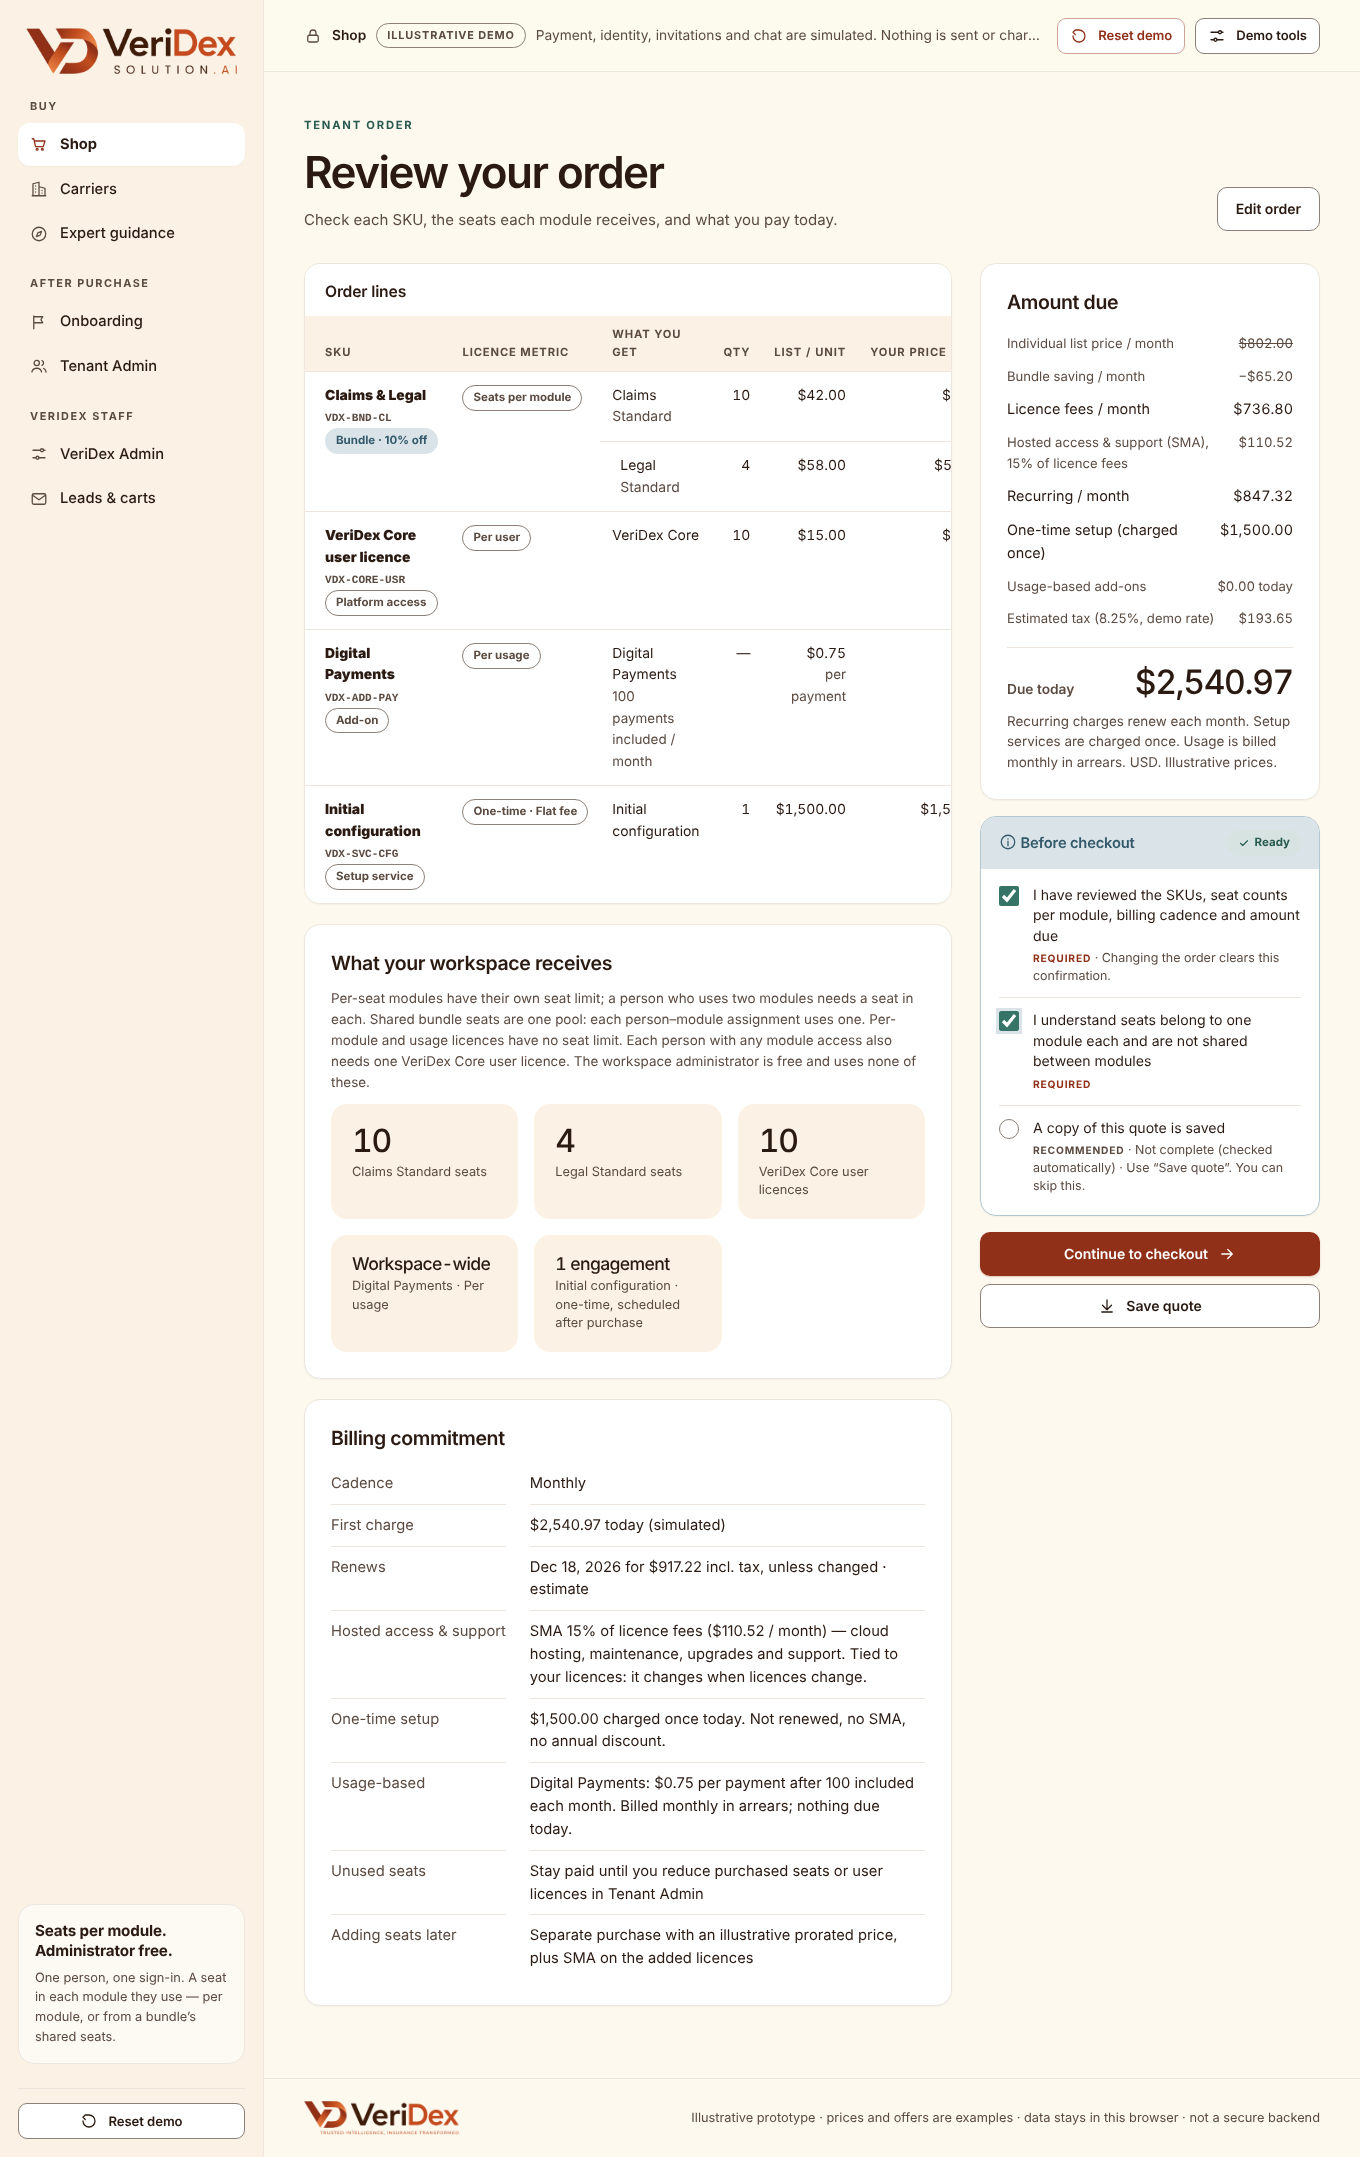 VeriDex
SOLUTION.AI
BUY
Shop
Carriers
Expert guidance
AFTER PURCHASE
Onboarding
Tenant Admin
VERIDEX STAFF
VeriDex Admin
Leads & carts
Seats per module.
Administrator free.
One person, one sign-in. A seat
in each module they use — per
module, or from a bundle’s
shared seats.
Reset demo
Shop
ILLUSTRATIVE DEMO
Payment, identity, invitations and chat are simulated. Nothing is sent or char...
Reset demo
Demo tools
TENANT ORDER
Review your order
Check each SKU, the seats each module receives, and what you pay today.
Edit order
Order lines
SKU LICENCE METRIC WHAT YOU GET QTY LIST / UNIT YOUR PRICE
Claims & Legal
VDX-BND-CL
Bundle · 10% off
Seats per module
Claims
Standard
10 $42.00 $
Legal
Standard
4 $58.00 $5
VeriDex Core
user licence
VDX-CORE-USR
Platform access
Per user
VeriDex Core 10 $15.00 $
Digital
Payments
VDX-ADD-PAY
Add-on
Per usage
Digital
Payments
100
payments
included /
month
—
$0.75
per
payment
Initial
configuration
VDX-SVC-CFG
Setup service
One-time · Flat fee
Initial
configuration
1 $1,500.00 $1,5
What your workspace receives
Per-seat modules have their own seat limit; a person who uses two modules needs a seat in
each. Shared bundle seats are one pool: each person–module assignment uses one. Per-
module and usage licences have no seat limit. Each person with any module access also
needs one VeriDex Core user licence. The workspace administrator is free and uses none of
these.
10
Claims Standard seats
4
Legal Standard seats
10
VeriDex Core user
licences
Workspace-wide
Digital Payments · Per
usage
1 engagement
Initial configuration ·
one-time, scheduled
after purchase
Billing commitment
Cadence Monthly
First charge $2,540.97 today (simulated)
Renews Dec 18, 2026 for $917.22 incl. tax, unless changed ·
estimate
Hosted access & support SMA 15% of licence fees ($110.52 / month) — cloud
hosting, maintenance, upgrades and support. Tied to
your licences: it changes when licences change.
One-time setup $1,500.00 charged once today. Not renewed, no SMA,
no annual discount.
Usage-based Digital Payments: $0.75 per payment after 100 included
each month. Billed monthly in arrears; nothing due
today.
Unused seats Stay paid until you reduce purchased seats or user
licences in Tenant Admin
Adding seats later Separate purchase with an illustrative prorated price,
plus SMA on the added licences
Amount due
Individual list price / month $802.00
Bundle saving / month −$65.20
Licence fees / month $736.80
Hosted access & support (SMA), $110.52
15% of licence fees
Recurring / month $847.32
One-time setup (charged $1,500.00
once)
Usage-based add-ons $0.00 today
Estimated tax (8.25%, demo rate) $193.65
Due today $2,540.97
Recurring charges renew each month. Setup
services are charged once. Usage is billed
monthly in arrears. USD. Illustrative prices.
Before checkout Ready
I have reviewed the SKUs, seat counts
per module, billing cadence and amount
due
REQUIRED · Changing the order clears this
confirmation.
I understand seats belong to one
module each and are not shared
between modules
REQUIRED
A copy of this quote is saved
RECOMMENDED · Not complete (checked
automatically) · Use “Save quote”. You can
skip this.
Continue to checkout
Save quote
VeriDex
TRUSTED INTELLIGENCE. INSURANCE TRANSFORMED.
Illustrative prototype · prices and offers are examples · data stays in this browser · not a secure backend